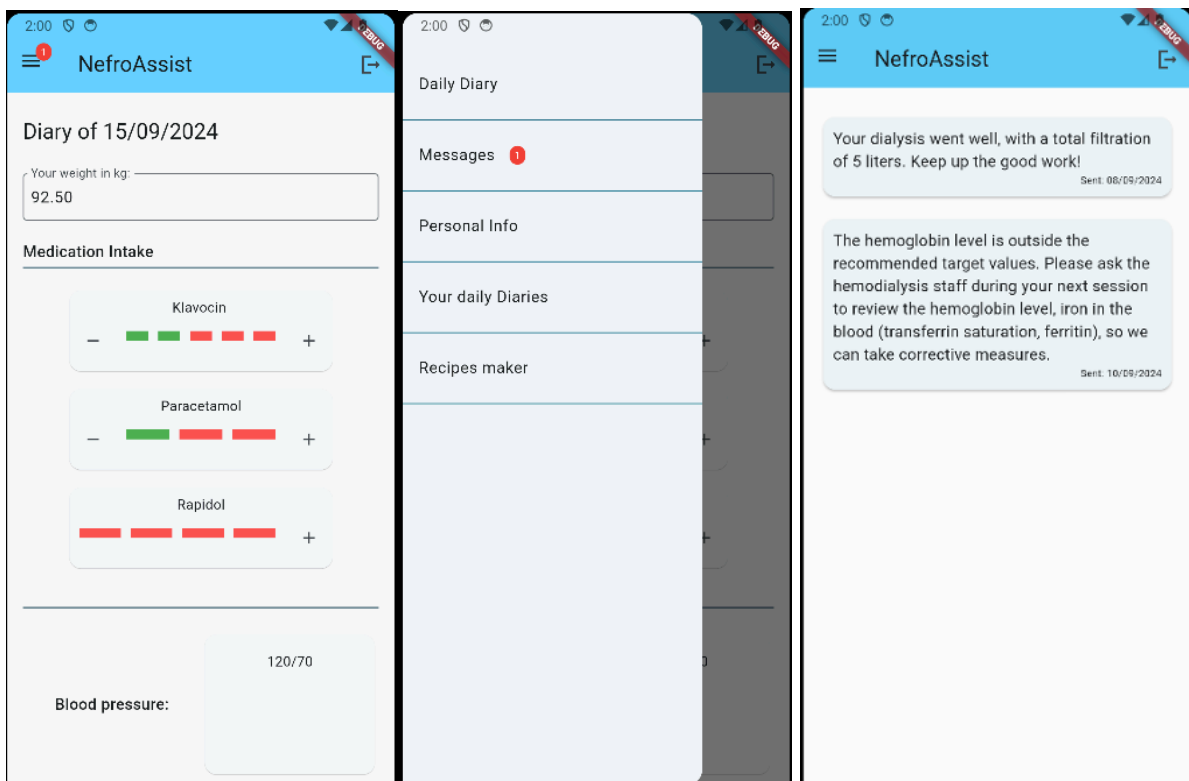 2:00
DEBUG
1
NefroAssist
Diary of 15/09/2024
Your weight in kg:
92.50
Medication Intake
Klavocin
− +
Paracetamol
− +
Rapidol
+
Blood pressure:
120/70
2:00
DEBUG
Daily Diary
Messages 1
Personal Info
Your daily Diaries
Recipes maker
2:00
DEBUG
NefroAssist
Your dialysis went well, with a total filtration
of 5 liters. Keep up the good work!
Sent: 08/09/2024
The hemoglobin level is outside the
recommended target values. Please ask the
hemodialysis staff during your next session
to review the hemoglobin level, iron in the
blood (transferrin saturation, ferritin), so we
can take corrective measures.
Sent: 10/09/2024